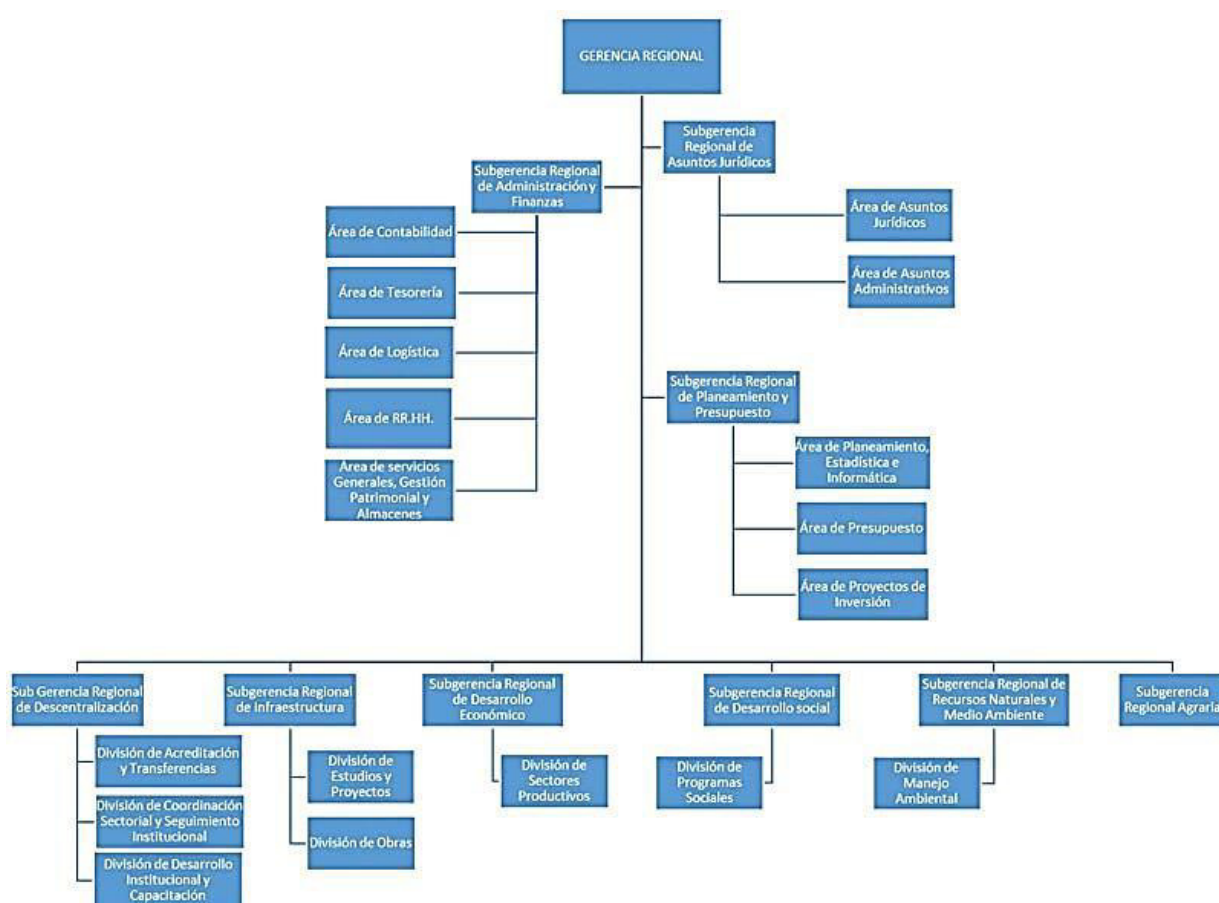 GERENCIA REGIONAL
Subgerencia
Regional de
Asuntos Jurídicos
Subgerencia Regional
de Administración y
Finanzas
Área de Asuntos
Jurídicos
Área de Asuntos
Administrativos
Área de Contabilidad
Área de Tesorería
Área de Logística
Área de RR.HH.
Área de servicios
Generales, Gestión
Patrimonial y
Almacenes
Subgerencia Regional
de Planeamiento y
Presupuesto
Área de Planeamiento,
Estadística e
Informática
Área de Presupuesto
Área de Proyectos de
Inversión
Sub Gerencia Regional
de Descentralización
División de Acreditación
y Transferencias
División de Coordinación
Sectorial y Seguimiento
Institucional
División de Desarrollo
Institucional y
Capacitación
Subgerencia Regional
de Infraestructura
División de
Estudios y
Proyectos
División de Obras
Subgerencia Regional
de Desarrollo
Económico
División de
Sectores
Productivos
Subgerencia Regional
de Desarrollo social
División de
Programas
Sociales
Subgerencia Regional de
Recursos Naturales y
Medio Ambiente
División de
Manejo
Ambiental
Subgerencia
Regional Agraria